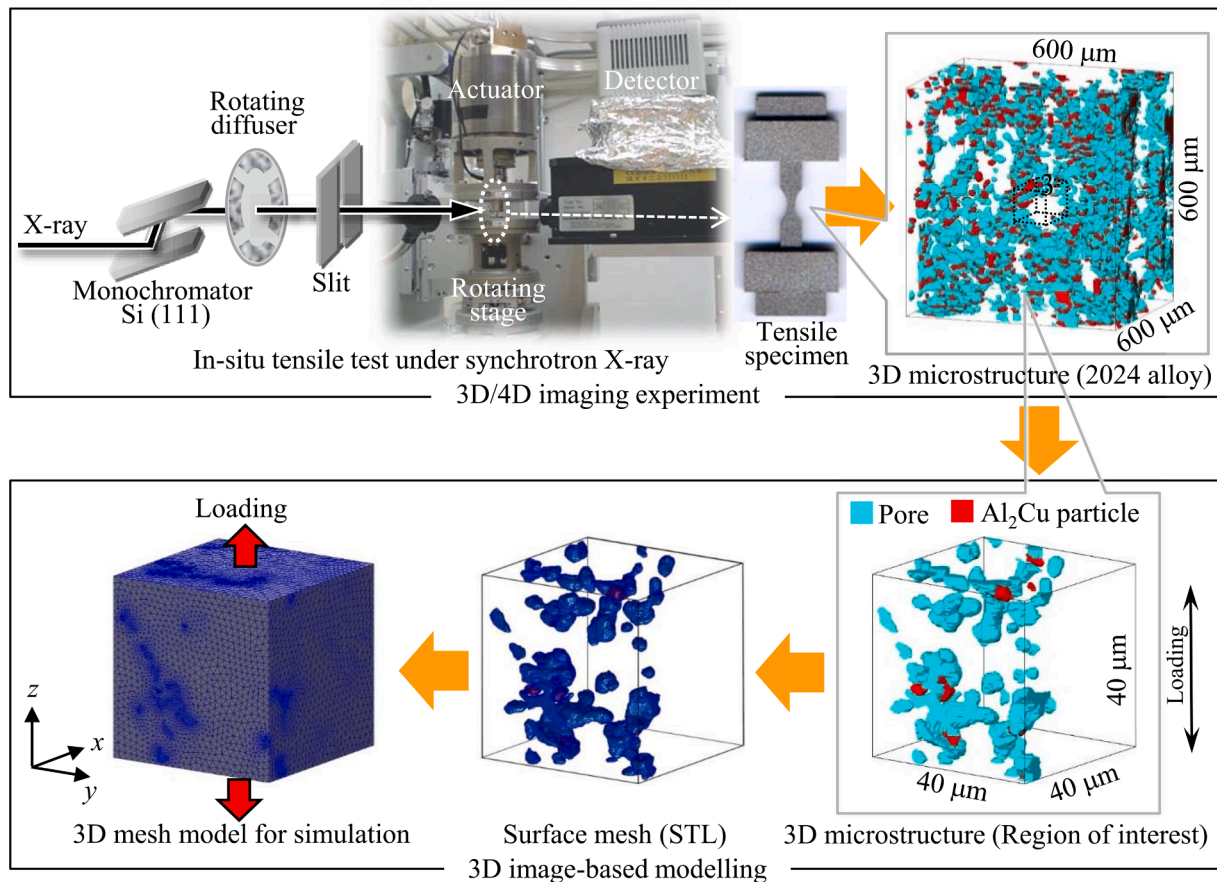 X-ray
Monochromator
Si (111)
Rotating
diffuser
Slit
Actuator
Detector
Rotating
stage
In-situ tensile test under synchrotron X-ray
Tensile
specimen
600 μm
600 μm
600 μm
3D microstructure (2024 alloy)
3D/4D imaging experiment
Loading
z
x
y
3D mesh model for simulation
Surface mesh (STL)
Pore
Al₂Cu particle
40 μm
Loading
40 μm
40 μm
3D microstructure (Region of interest)
3D image-based modelling